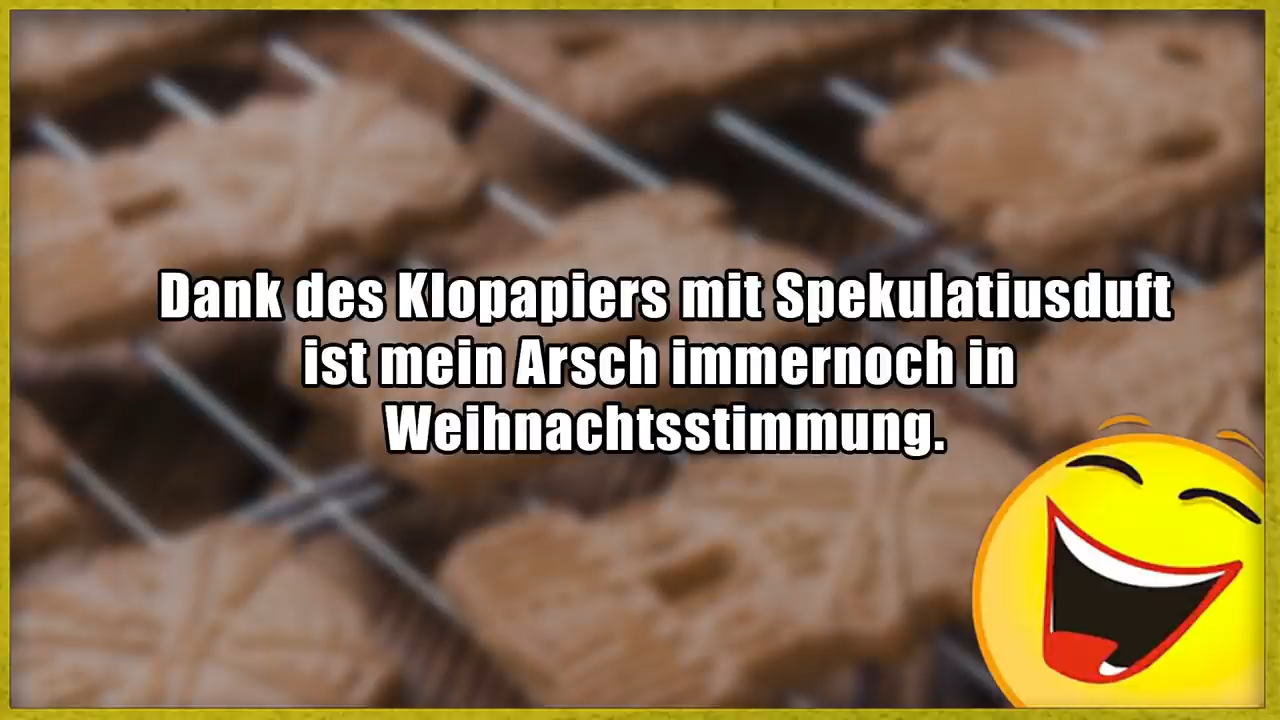 Dank des Klopapiers mit Spekulatiusduft
ist mein Arsch immernoch in
Weihnachtsstimmung.